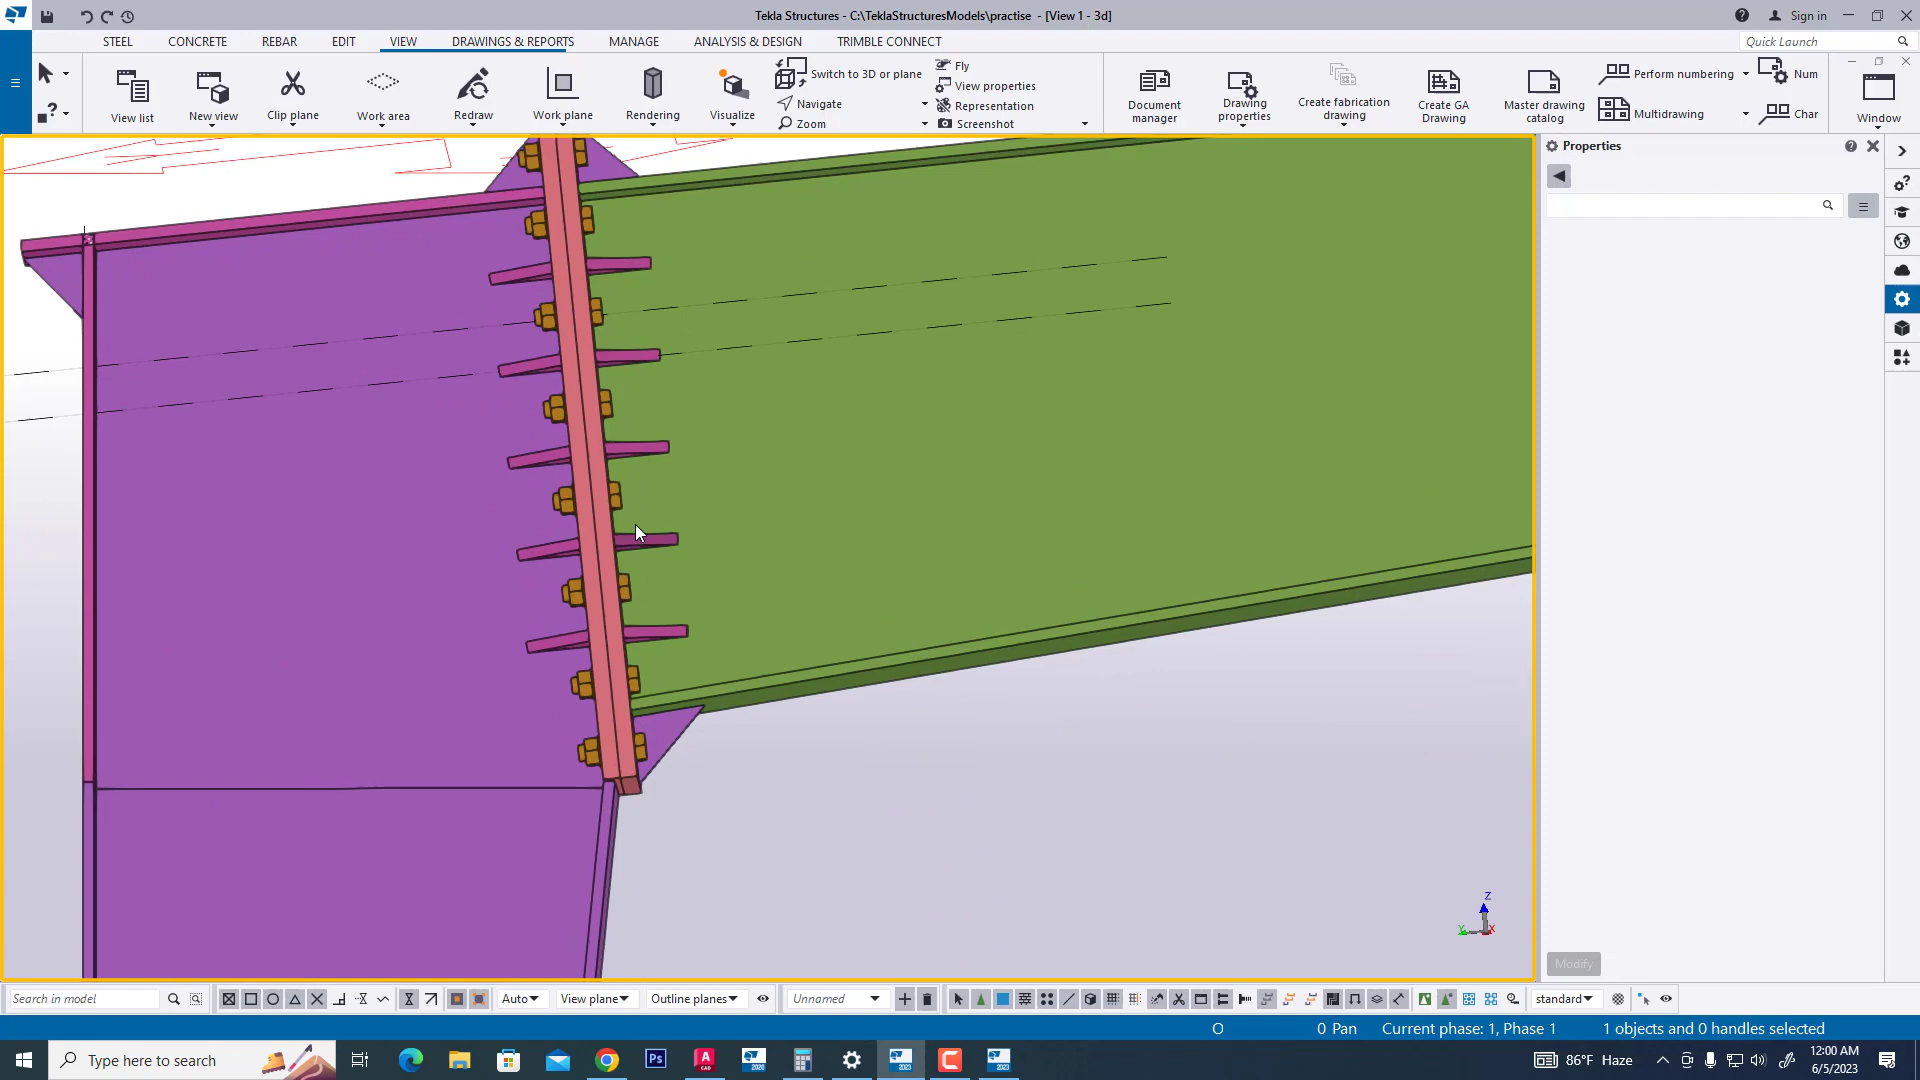 Tekla Structures - C:\TeklaStructuresModels\practise - [View 1 - 3d]
Sign in
STEEL CONCRETE REBAR EDIT VIEW DRAWINGS & REPORTS MANAGE ANALYSIS & DESIGN TRIMBLE CONNECT
Quick Launch
View list
New view
Clip plane
Work area
Redraw
Work plane
Rendering
Visualize
Switch to 3D or plane
Navigate
Zoom
Fly
View properties
Representation
Screenshot
Document manager
Drawing properties
Create fabrication drawing
Create GA Drawing
Master drawing catalog
Perform numbering
Multidrawing
Num
Char
Window
Properties
Modify
Z
Y
X
Search in model
Auto
View plane
Outline planes
Unnamed
standard
O
0 Pan
Current phase: 1, Phase 1
1 objects and 0 handles selected
Type here to search
Ps
A
CAD
2020
2023
2023
86°F Haze
12:00 AM
6/5/2023